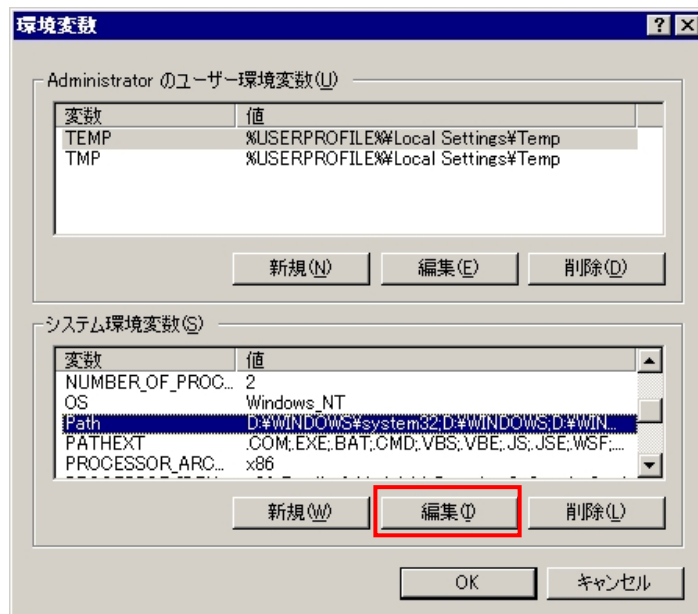 環境変数
Administrator のユーザー環境変数(U)
変数 値
TEMP %USERPROFILE%¥Local Settings¥Temp
TMP %USERPROFILE%¥Local Settings¥Temp
新規(N) 編集(E) 削除(D)
システム環境変数(S)
変数 値
NUMBER_OF_PROC... 2
OS Windows_NT
Path D:¥WINDOWS¥system32;D:¥WINDOWS;D:¥WIN...
PATHEXT .COM;.EXE;.BAT;.CMD;.VBS;.VBE;.JS;.JSE;.WSF;....
PROCESSOR_ARC... x86
新規(W) 編集(I) 削除(L)
OK キャンセル